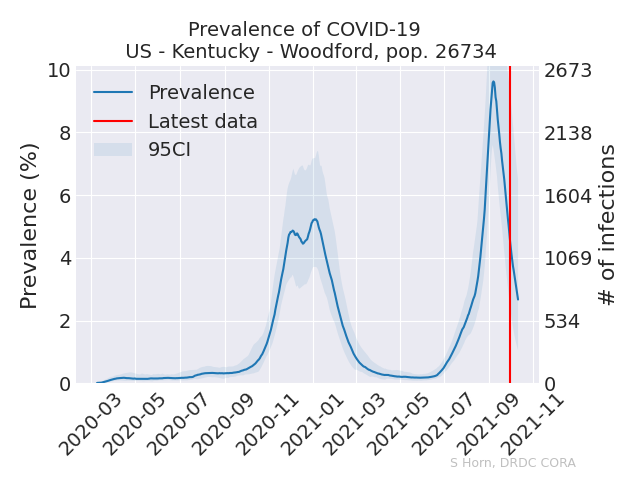 Prevalence of COVID-19
US - Kentucky - Woodford, pop. 26734
Prevalence (%)
10
8
6
4
2
0
Prevalence
Latest data
95CI
2673
2138
1604
1069
534
0
# of infections
2020-03
2020-05
2020-07
2020-09
2020-11
2021-01
2021-03
2021-05
2021-07
2021-09
2021-11
S Horn, DRDC CORA